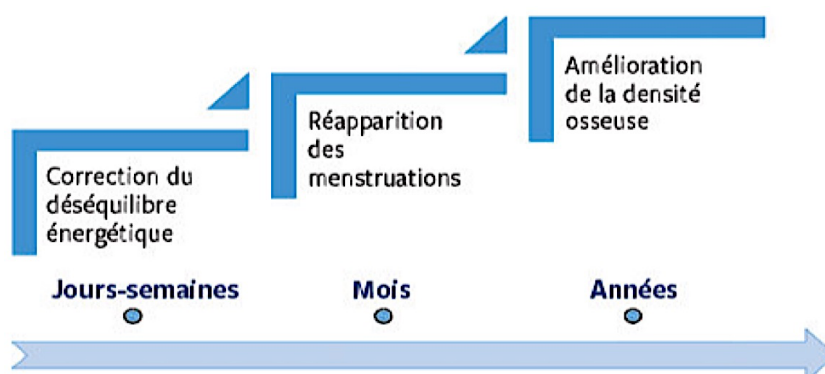 Correction du
déséquilibre
énergétique
Réapparition
des
menstruations
Amélioration
de la densité
osseuse
Jours-semaines
Mois
Années